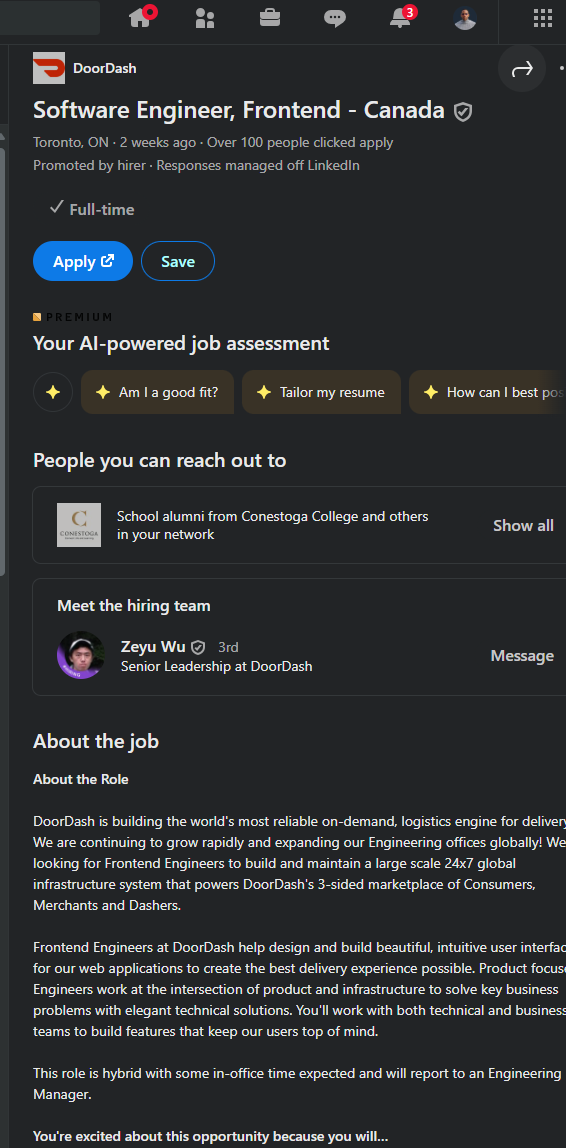 3
DoorDash
Software Engineer, Frontend - Canada
Toronto, ON · 2 weeks ago · Over 100 people clicked apply
Promoted by hirer · Responses managed off LinkedIn
Full-time
Apply
Save
PREMIUM
Your AI-powered job assessment
Am I a good fit?
Tailor my resume
How can I best pos
People you can reach out to
C
CONESTOGA
School alumni from Conestoga College and others
in your network
Show all
Meet the hiring team
Zeyu Wu 3rd
Senior Leadership at DoorDash
Message
About the job
About the Role
DoorDash is building the world's most reliable on-demand, logistics engine for delivery
We are continuing to grow rapidly and expanding our Engineering offices globally! We
looking for Frontend Engineers to build and maintain a large scale 24x7 global
infrastructure system that powers DoorDash's 3-sided marketplace of Consumers,
Merchants and Dashers.
Frontend Engineers at DoorDash help design and build beautiful, intuitive user interfac
for our web applications to create the best delivery experience possible. Product focuse
Engineers work at the intersection of product and infrastructure to solve key business
problems with elegant technical solutions. You'll work with both technical and business
teams to build features that keep our users top of mind.
This role is hybrid with some in-office time expected and will report to an Engineering
Manager.
You're excited about this opportunity because you will...